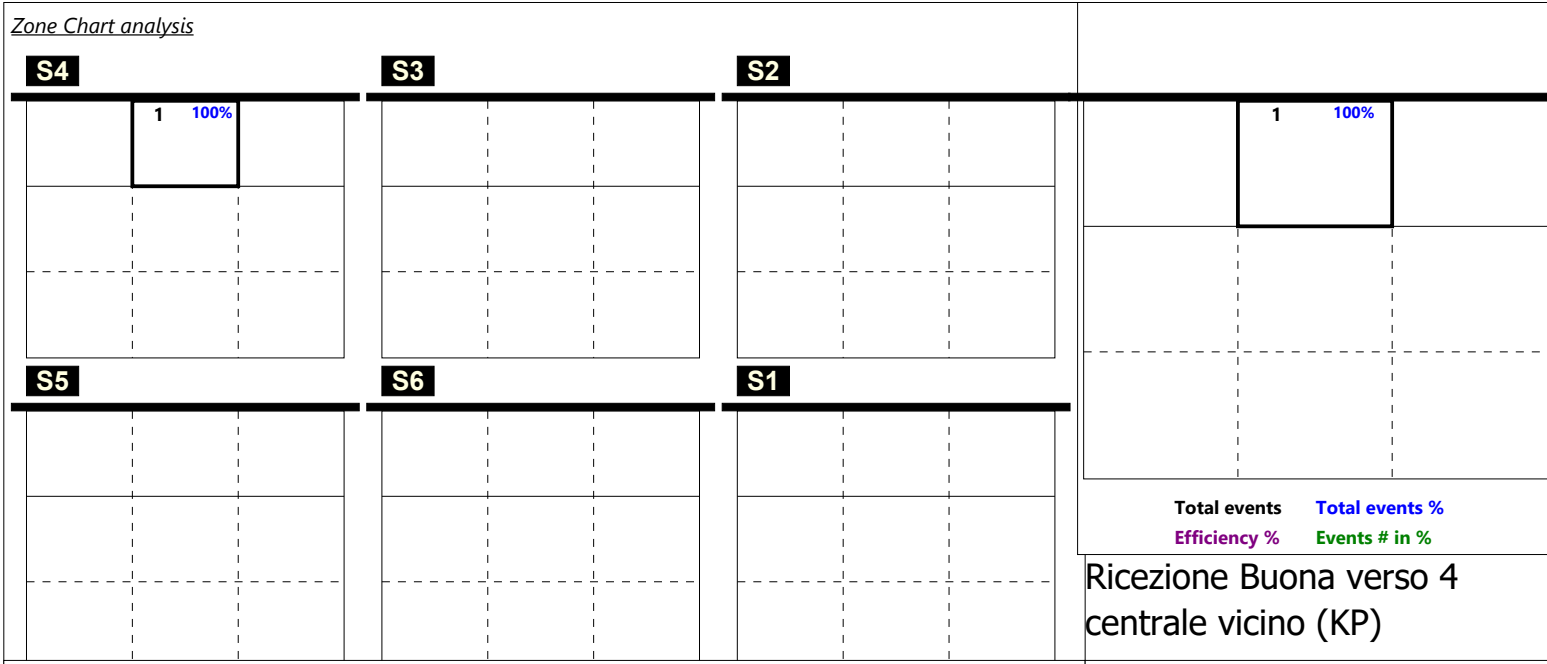 Zone Chart analysis
S4 S3 S2
1 100%
1 100%
S5 S6 S1
Total events Total events %
Efficiency % Events # in %
Ricezione Buona verso 4
centrale vicino (KP)